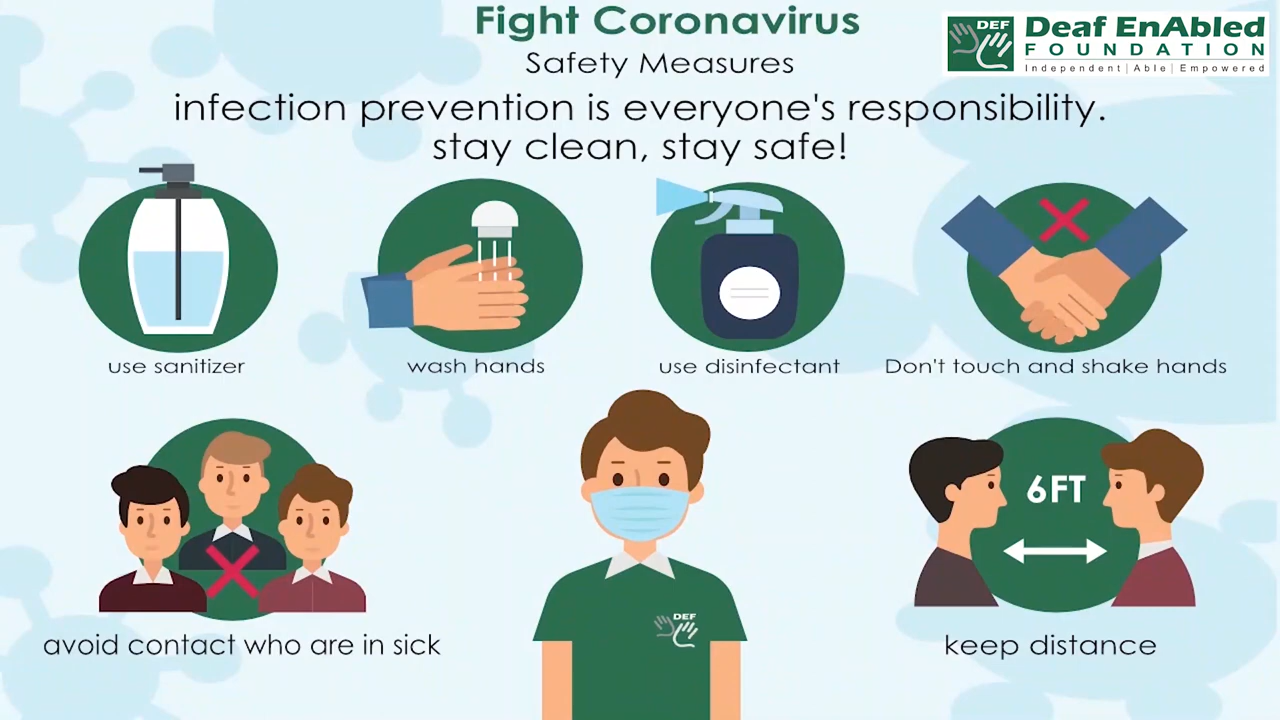 Fight Coronavirus
Safety Measures
infection prevention is everyone's responsibility.
stay clean, stay safe!
DEF
Deaf EnAbled
FOUNDATION
Independent | Able | Empowered
use sanitizer
wash hands
use disinfectant
Don't touch and shake hands
avoid contact who are in sick
DEF
6FT
keep distance